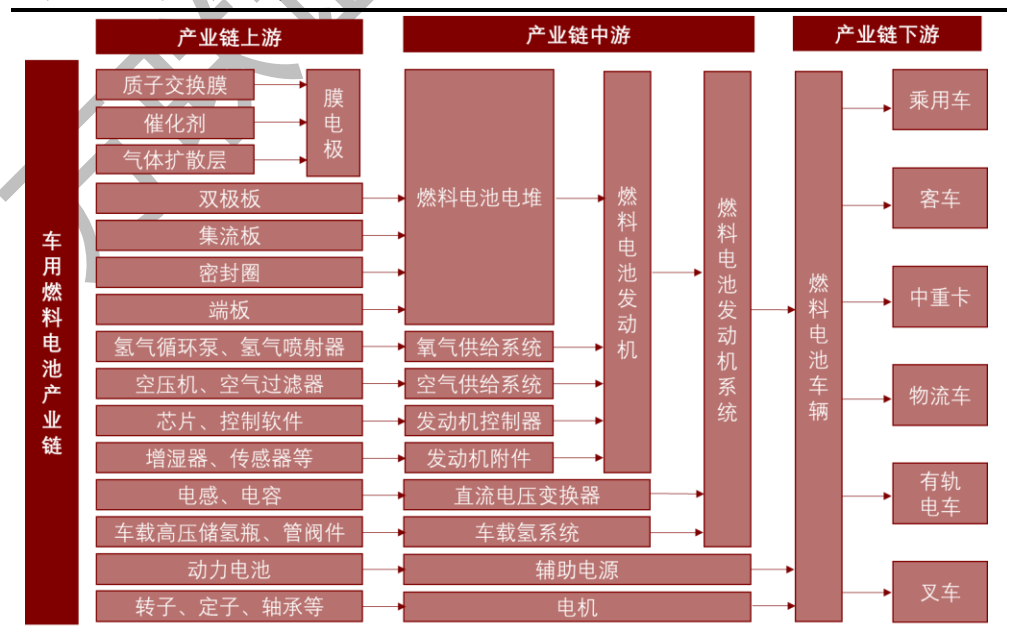 产业链上游
产业链中游
产业链下游
车用燃料电池产业链
质子交换膜
催化剂
气体扩散层
膜电极
双极板
集流板
密封圈
端板
氢气循环泵、氢气喷射器
空压机、空气过滤器
芯片、控制软件
增湿器、传感器等
电感、电容
车载高压储氢瓶、管阀件
动力电池
转子、定子、轴承等
燃料电池电堆
氧气供给系统
空气供给系统
发动机控制器
发动机附件
直流电压变换器
车载氢系统
辅助电源
电机
燃料电池发动机
燃料电池发动机系统
燃料电池车辆
乘用车
客车
中重卡
物流车
有轨
电车
叉车